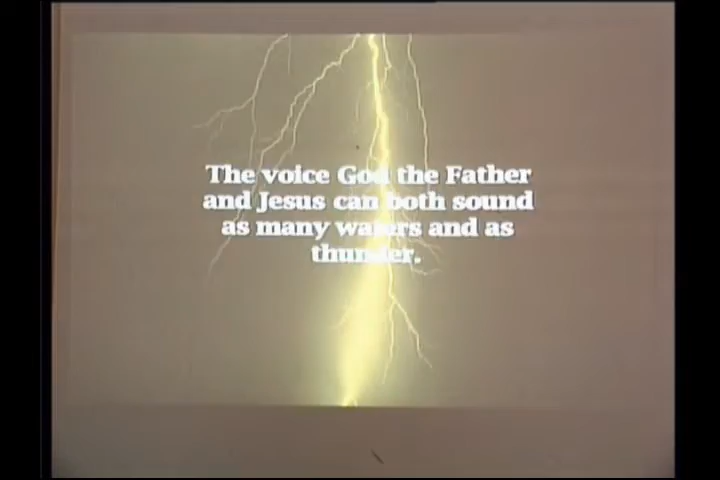 The voice God the Father
and Jesus can both sound
as many waters and as
thunder.